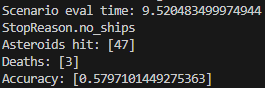 Scenario eval time: 9.520483499974944
StopReason.no_ships
Asteroids hit: [47]
Deaths: [3]
Accuracy: [0.5797101449275363]